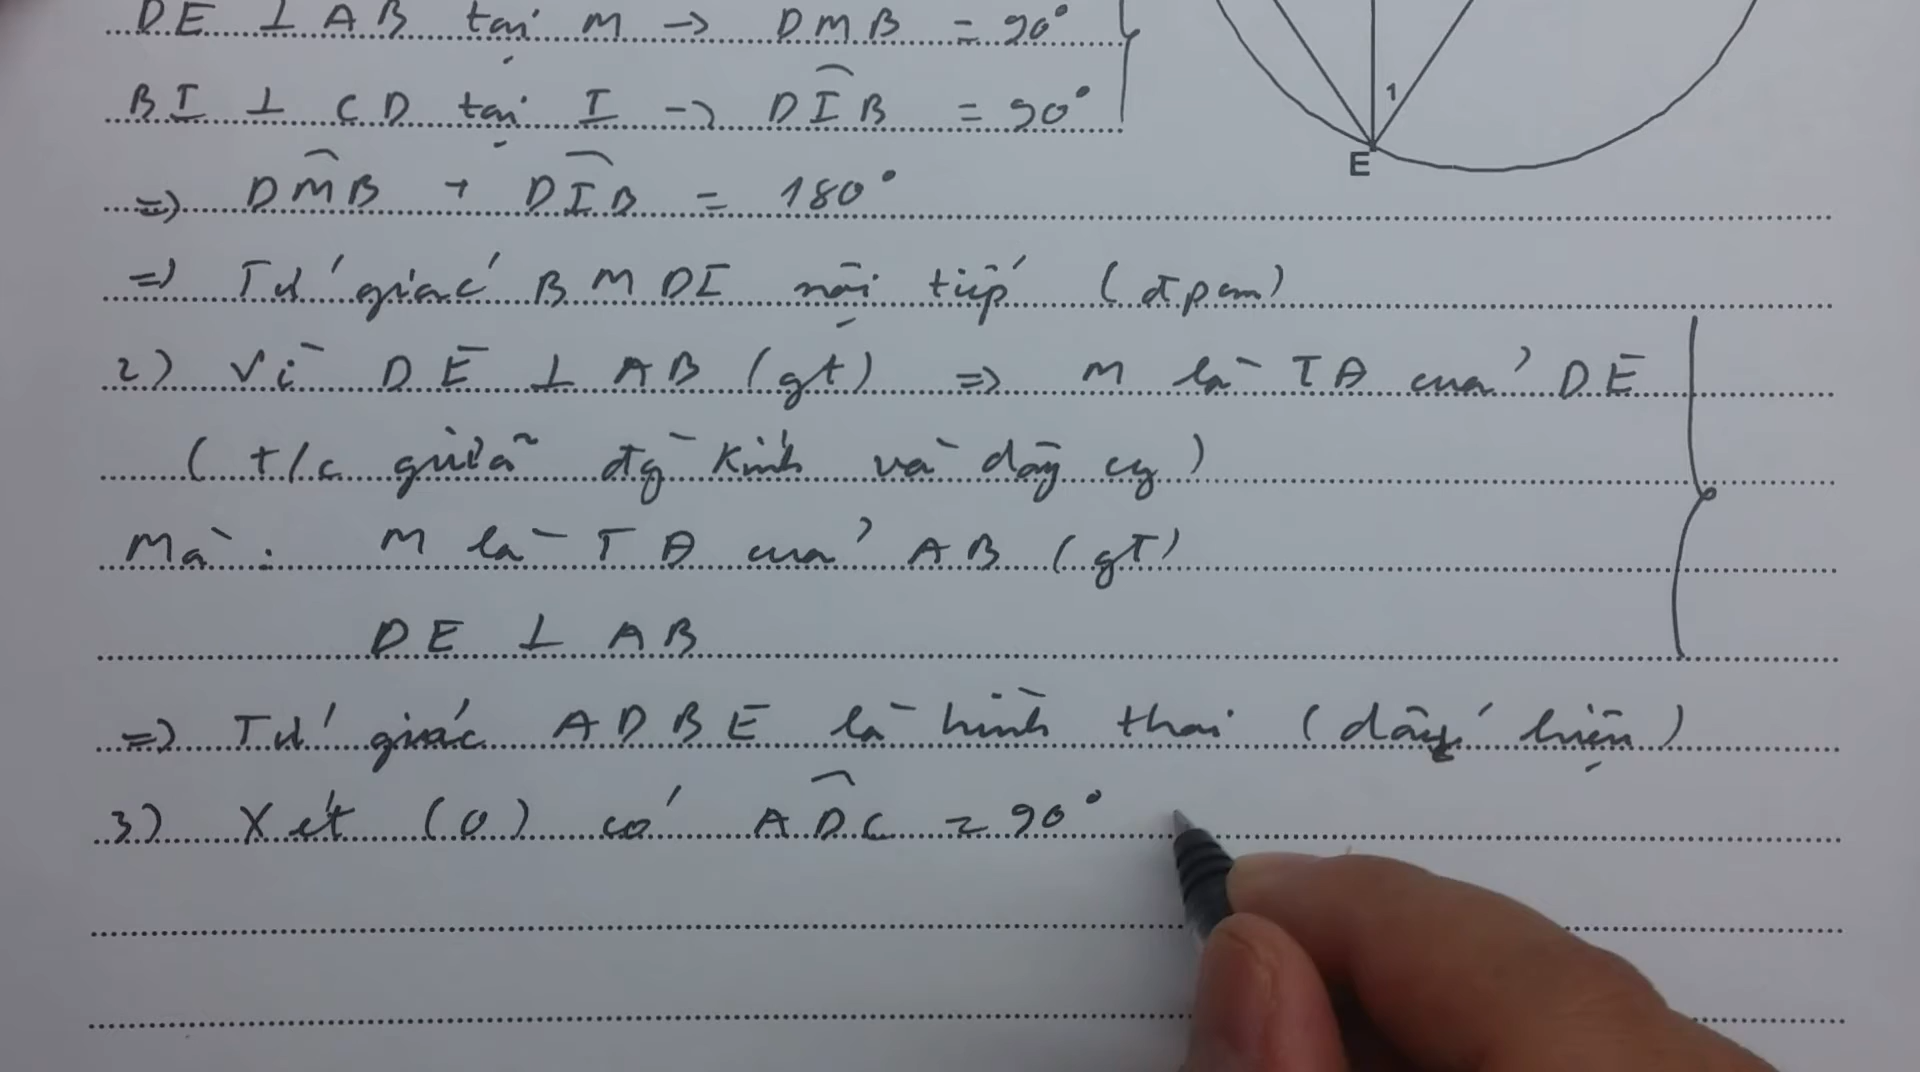 DE ⊥ AB tại M → DMB = 90°
BI ⊥ CD tại I → DIB = 90°
1
E
=> DMB + DIB = 180°
=> Tứ giác BMDI nội tiếp (đpcm)
2) Vì DE ⊥ AB (gt) => M là TĐ của DE
(t/c giữa đg kính và dây cg)
Mà: M là TĐ của AB (gt)
DE ⊥ AB
=> Tứ giác ADBE là hình thoi (dấu hiệu)
3) Xét (O) có ADC = 90°